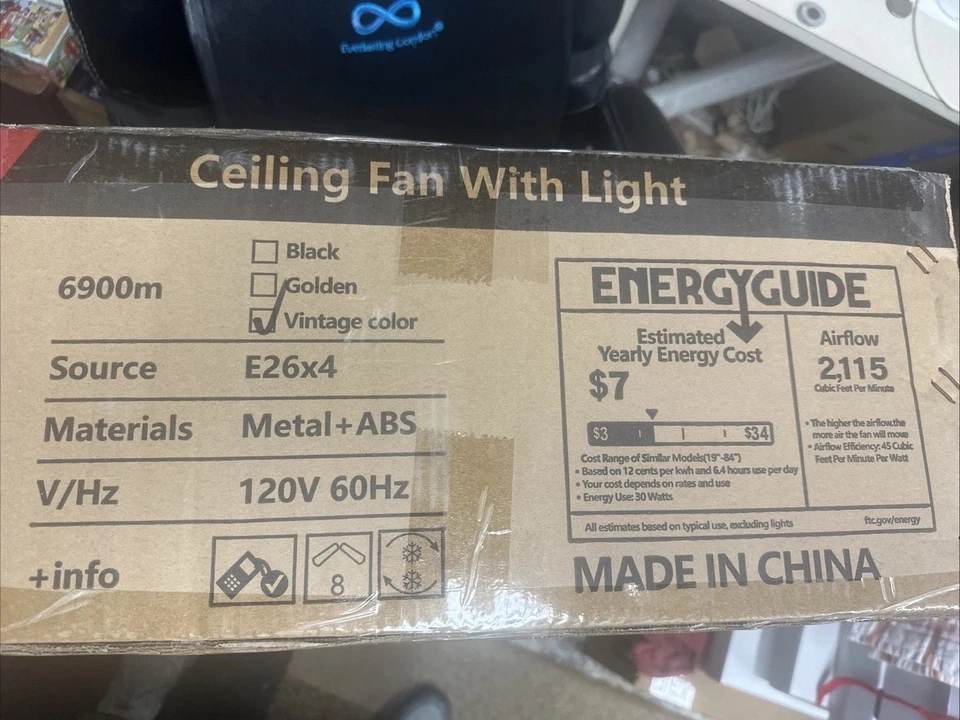 Everlasting Comfort®
Ceiling Fan With Light
6900m
Black
Golden
Vintage color
Source E26x4
Materials Metal+ABS
V/Hz 120V 60Hz
+info
8
ENERGYGUIDE
Estimated
Yearly Energy Cost
$7
$3 $34
Cost Range of Similar Models(19"-84")
• Based on 12 cents per kwh and 6.4 hours use per day
• Your cost depends on rates and use
• Energy Use: 30 Watts
Airflow
2,115
Cubic Feet Per Minute
• The higher the airflow,the
more air the fan will move
• Airflow Efficiency: 45 Cubic
Feet Per Minute Per Watt
All estimates based on typical use, excluding lights ftc.gov/energy
MADE IN CHINA